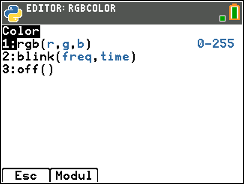 EDITOR: RGBCOLOR
Color
1:rgb(r,g,b) 0-255
2:blink(freq,time)
3:off()
Esc Modul